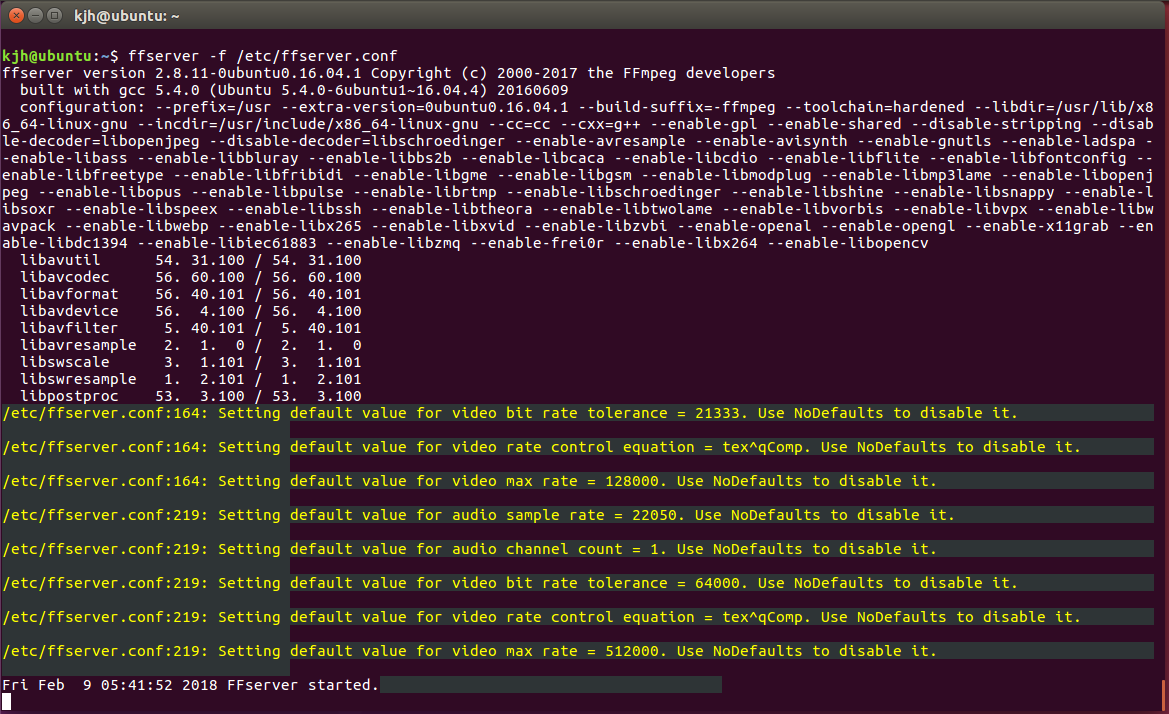 kjh@ubuntu: ~
kjh@ubuntu:~$ ffserver -f /etc/ffserver.conf
ffserver version 2.8.11-0ubuntu0.16.04.1 Copyright (c) 2000-2017 the FFmpeg developers
  built with gcc 5.4.0 (Ubuntu 5.4.0-6ubuntu1~16.04.4) 20160609
  configuration: --prefix=/usr --extra-version=0ubuntu0.16.04.1 --build-suffix=-ffmpeg --toolchain=hardened --libdir=/usr/lib/x8
6_64-linux-gnu --incdir=/usr/include/x86_64-linux-gnu --cc=cc --cxx=g++ --enable-gpl --enable-shared --disable-stripping --disab
le-decoder=libopenjpeg --disable-decoder=libschroedinger --enable-avresample --enable-avisynth --enable-gnutls --enable-ladspa -
-enable-libass --enable-libbluray --enable-libbs2b --enable-libcaca --enable-libcdio --enable-libflite --enable-libfontconfig --
enable-libfreetype --enable-libfribidi --enable-libgme --enable-libgsm --enable-libmodplug --enable-libmp3lame --enable-libopenj
peg --enable-libopus --enable-libpulse --enable-librtmp --enable-libschroedinger --enable-libshine --enable-libsnappy --enable-l
ibsoxr --enable-libspeex --enable-libssh --enable-libtheora --enable-libtwolame --enable-libvorbis --enable-libvpx --enable-libw
avpack --enable-libwebp --enable-libx265 --enable-libxvid --enable-libzvbi --enable-openal --enable-opengl --enable-x11grab --en
able-libdc1394 --enable-libiec61883 --enable-libzmq --enable-frei0r --enable-libx264 --enable-libopencv
  libavutil      54. 31.100 / 54. 31.100
  libavcodec     56. 60.100 / 56. 60.100
  libavformat    56. 40.101 / 56. 40.101
  libavdevice    56.  4.100 / 56.  4.100
  libavfilter     5. 40.101 /  5. 40.101
  libavresample   2.  1.  0 /  2.  1.  0
  libswscale      3.  1.101 /  3.  1.101
  libswresample   1.  2.101 /  1.  2.101
  libpostproc    53.  3.100 / 53.  3.100
/etc/ffserver.conf:164: Setting default value for video bit rate tolerance = 21333. Use NoDefaults to disable it.
/etc/ffserver.conf:164: Setting default value for video rate control equation = tex^qComp. Use NoDefaults to disable it.
/etc/ffserver.conf:164: Setting default value for video max rate = 128000. Use NoDefaults to disable it.
/etc/ffserver.conf:219: Setting default value for audio sample rate = 22050. Use NoDefaults to disable it.
/etc/ffserver.conf:219: Setting default value for audio channel count = 1. Use NoDefaults to disable it.
/etc/ffserver.conf:219: Setting default value for video bit rate tolerance = 64000. Use NoDefaults to disable it.
/etc/ffserver.conf:219: Setting default value for video rate control equation = tex^qComp. Use NoDefaults to disable it.
/etc/ffserver.conf:219: Setting default value for video max rate = 512000. Use NoDefaults to disable it.
Fri Feb  9 05:41:52 2018 FFserver started.